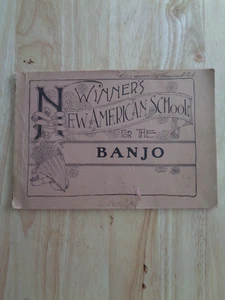 WINNER'S
NEW AMERICAN SCHOOL
FOR THE
BANJO